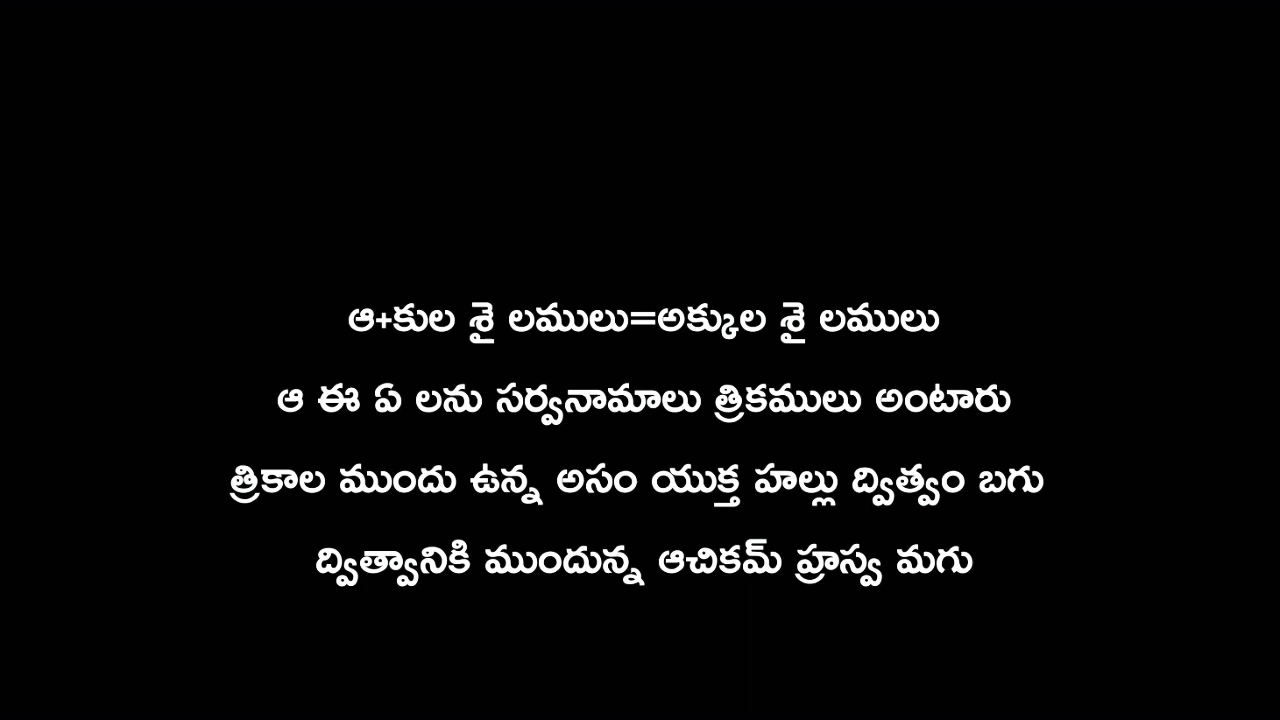 ఆ+కుల శై లములు=అక్కుల శై లములు
ఆ ఈ ఏ లను సర్వనామాలు త్రికములు అంటారు
త్రికాల ముందు ఉన్న అసం యుక్త హల్లు ద్విత్వం బగు
ద్విత్వానికి ముందున్న ఆచికమ్ హ్రస్వ మగు